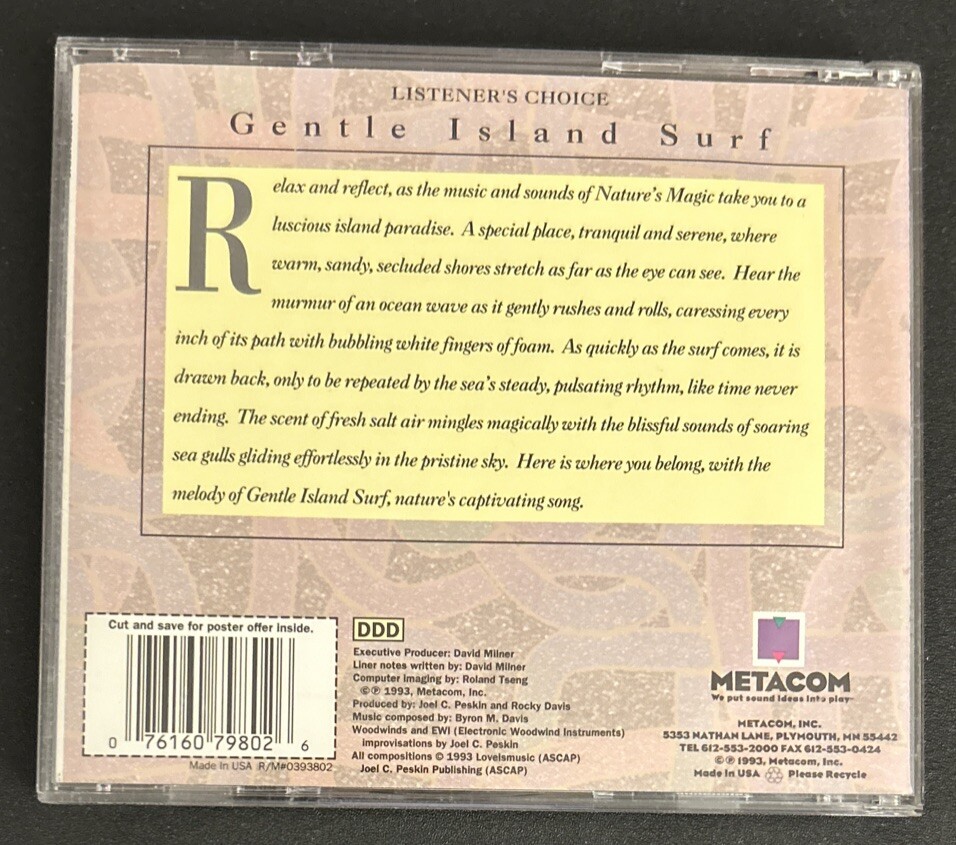 LISTENER'S CHOICE
Gentle Island Surf
Relax and reflect, as the music and sounds of Nature's Magic take you to a
luscious island paradise. A special place, tranquil and serene, where
warm, sandy, secluded shores stretch as far as the eye can see. Hear the
murmur of an ocean wave as it gently rushes and rolls, caressing every
inch of its path with bubbling white fingers of foam. As quickly as the surf comes, it is
drawn back, only to be repeated by the sea's steady, pulsating rhythm, like time never
ending. The scent of fresh salt air mingles magically with the blissful sounds of soaring
sea gulls gliding effortlessly in the pristine sky. Here is where you belong, with the
melody of Gentle Island Surf, nature's captivating song.
Cut and save for poster offer inside.
0 76160 79802 6
Made in USA R/M#0393802
DDD
Executive Producer: David Milner
Liner notes written by: David Milner
Computer imaging by: Roland Tseng
©℗ 1993, Metacom, Inc.
Produced by: Joel C. Peskin and Rocky Davis
Music composed by: Byron M. Davis
Woodwinds and EWI (Electronic Woodwind Instruments)
improvisations by Joel C. Peskin
All compositions © 1993 Loveismusic (ASCAP)
Joel C. Peskin Publishing (ASCAP)
METACOM
We put sound ideas into play
METACOM, INC.
5353 NATHAN LANE, PLYMOUTH, MN 55442
TEL 612-553-2000 FAX 612-553-0424
©℗ 1993, Metacom, Inc.
Made in USA Please Recycle